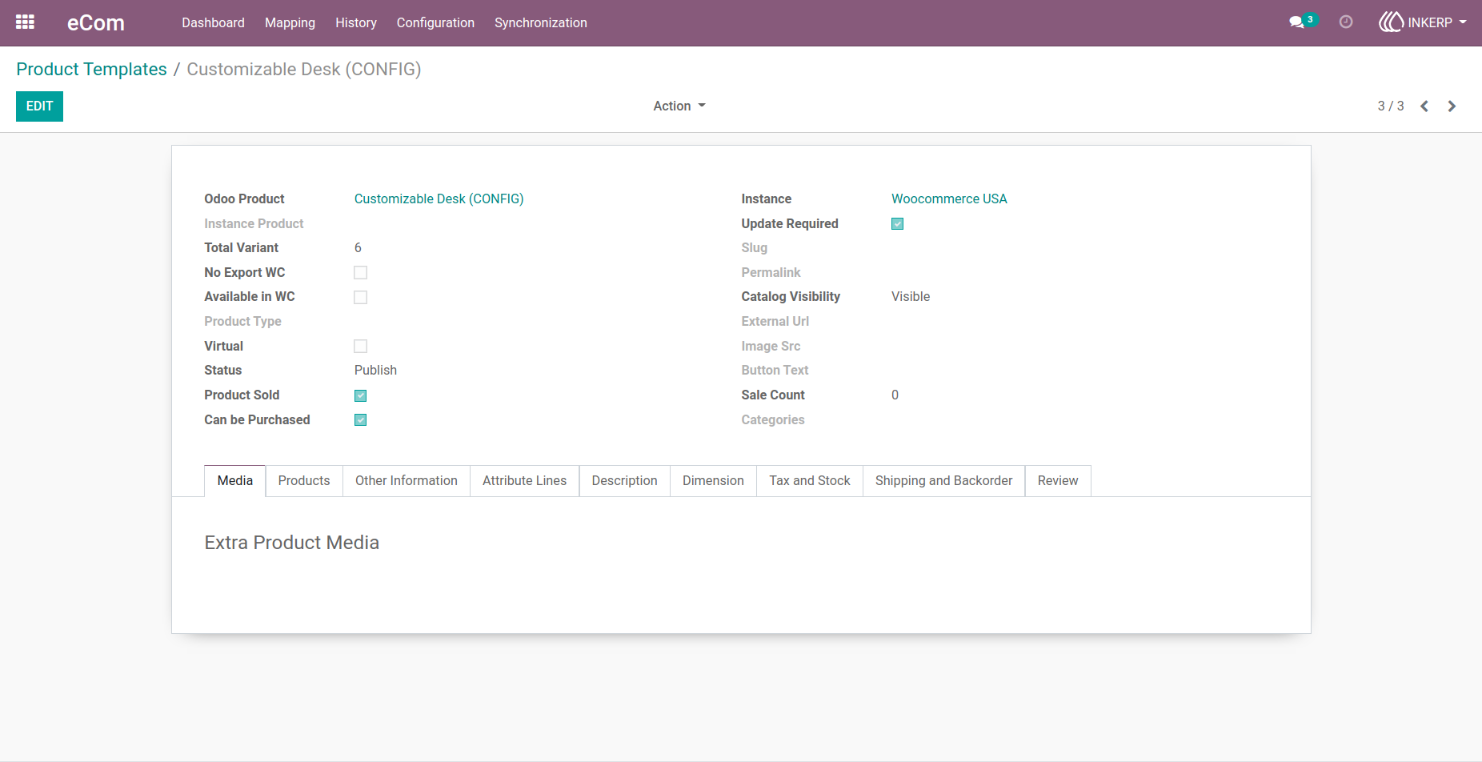 eCom Dashboard Mapping History Configuration Synchronization 3 INKERP
Product Templates / Customizable Desk (CONFIG)
EDIT Action 3 / 3
Odoo Product Customizable Desk (CONFIG) Instance Woocommerce USA
Instance Product Update Required
Total Variant 6 Slug
No Export WC Permalink
Available in WC Catalog Visibility Visible
Product Type External Url
Virtual Image Src
Status Publish Button Text
Product Sold Sale Count 0
Can be Purchased Categories
Media Products Other Information Attribute Lines Description Dimension Tax and Stock Shipping and Backorder Review
Extra Product Media